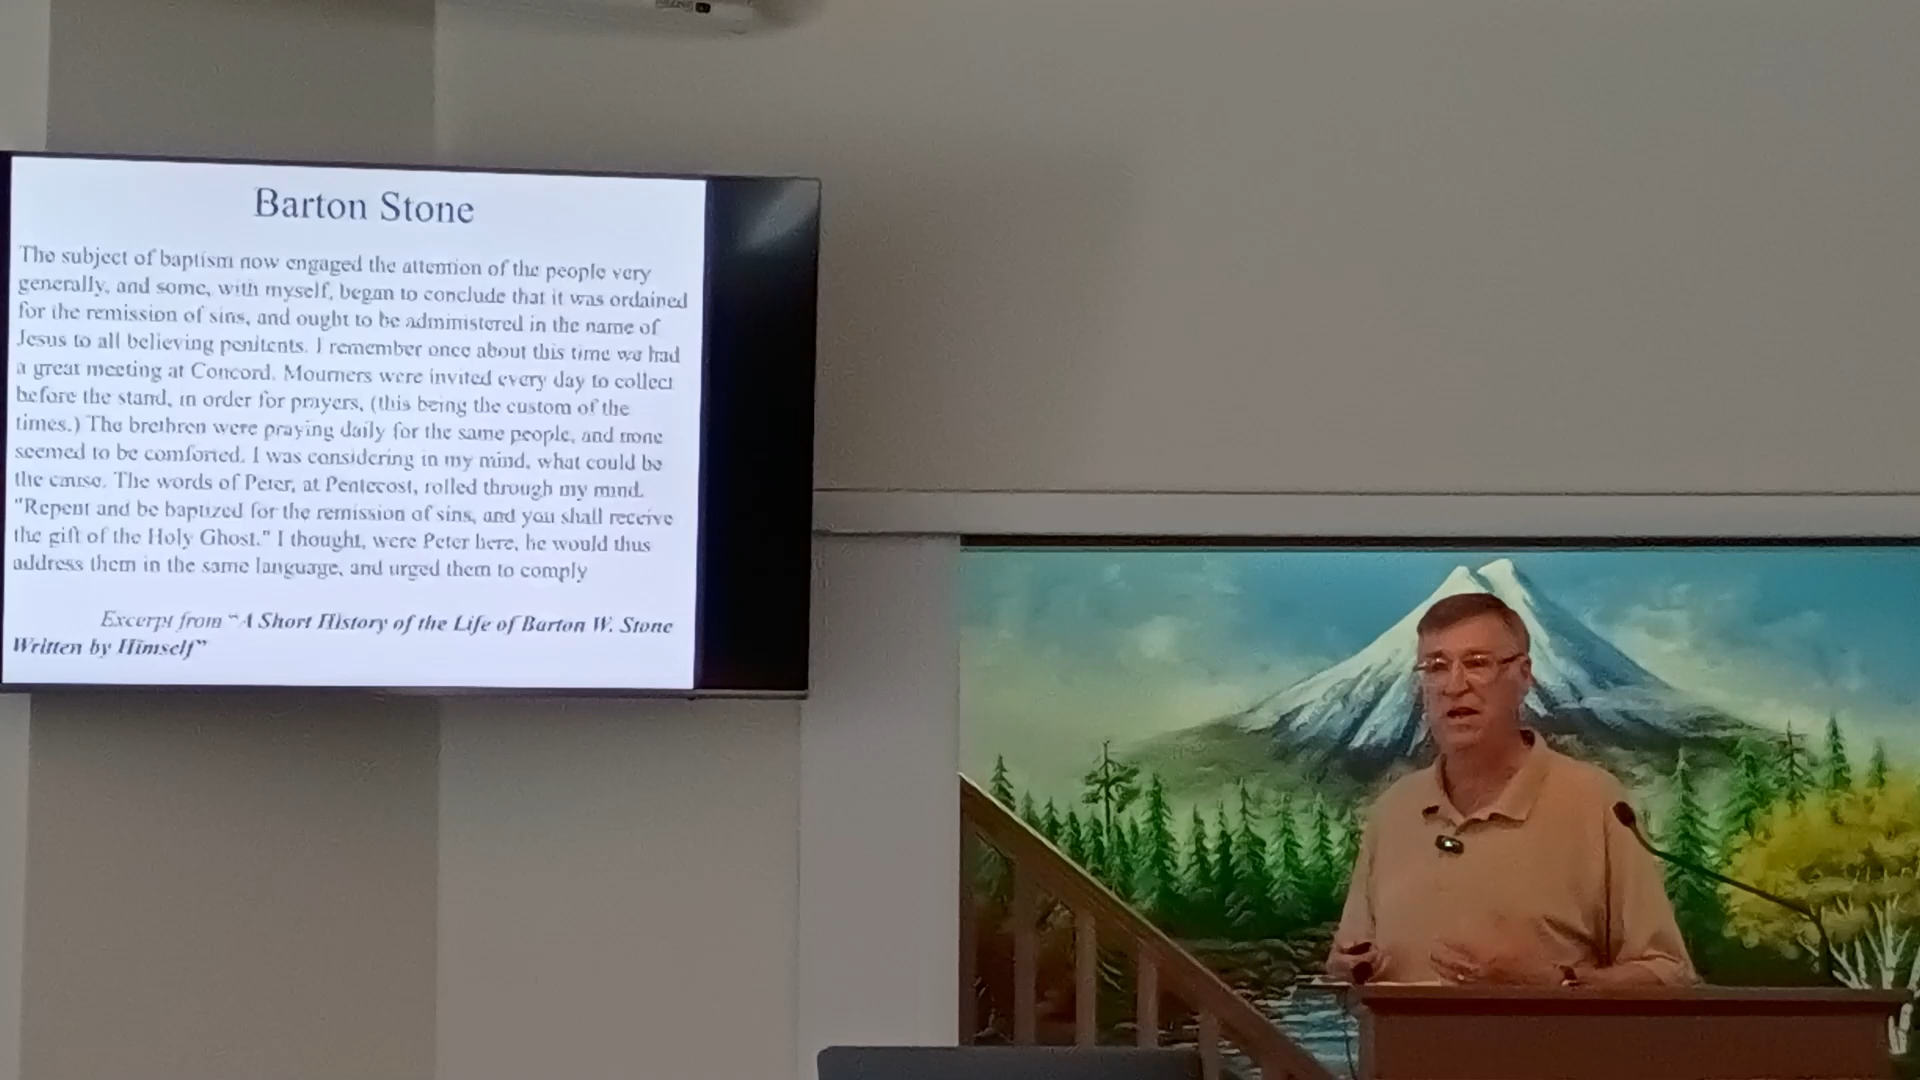 Barton Stone
The subject of baptism now engaged the attention of the people very
generally, and some, with myself, began to conclude that it was ordained
for the remission of sins, and ought to be administered in the name of
Jesus to all believing penitents. I remember once about this time we had
a great meeting at Concord. Mourners were invited every day to collect
before the stand, in order for prayers, (this being the custom of the
times.) The brethren were praying daily for the same people, and none
seemed to be comforted. I was considering in my mind, what could be
the cause. The words of Peter, at Pentecost, rolled through my mind.
"Repent and be baptized for the remission of sins, and you shall receive
the gift of the Holy Ghost." I thought, were Peter here, he would thus
address them in the same language, and urged them to comply
Excerpt from "A Short History of the Life of Barton W. Stone
Written by Himself"